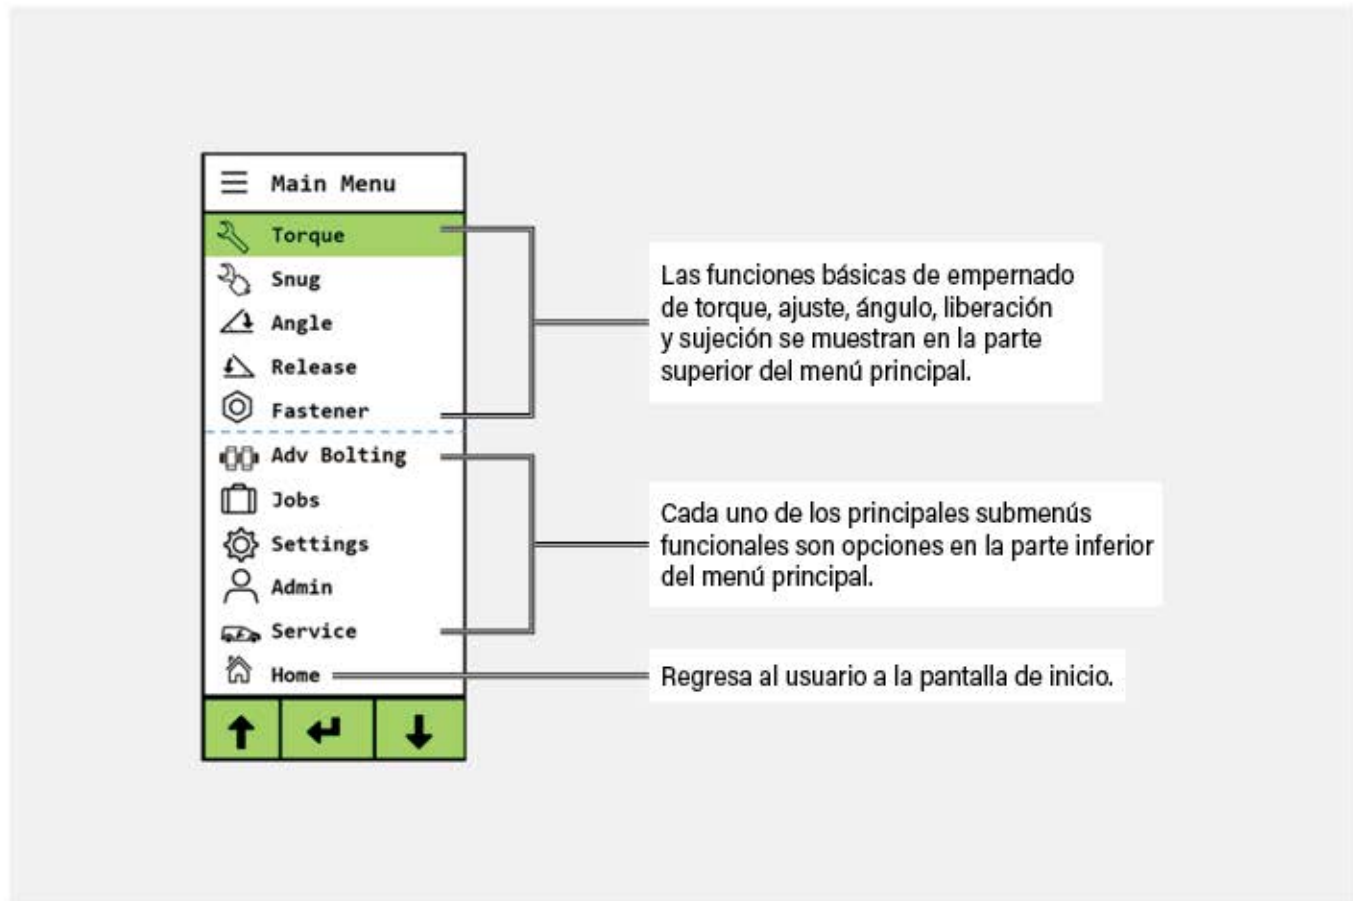 Main Menu
Torque
Snug
Angle
Release
Fastener
Adv Bolting
Jobs
Settings
Admin
Service
Home
Las funciones básicas de empernado
de torque, ajuste, ángulo, liberación
y sujeción se muestran en la parte
superior del menú principal.
Cada uno de los principales submenús
funcionales son opciones en la parte inferior
del menú principal.
Regresa al usuario a la pantalla de inicio.